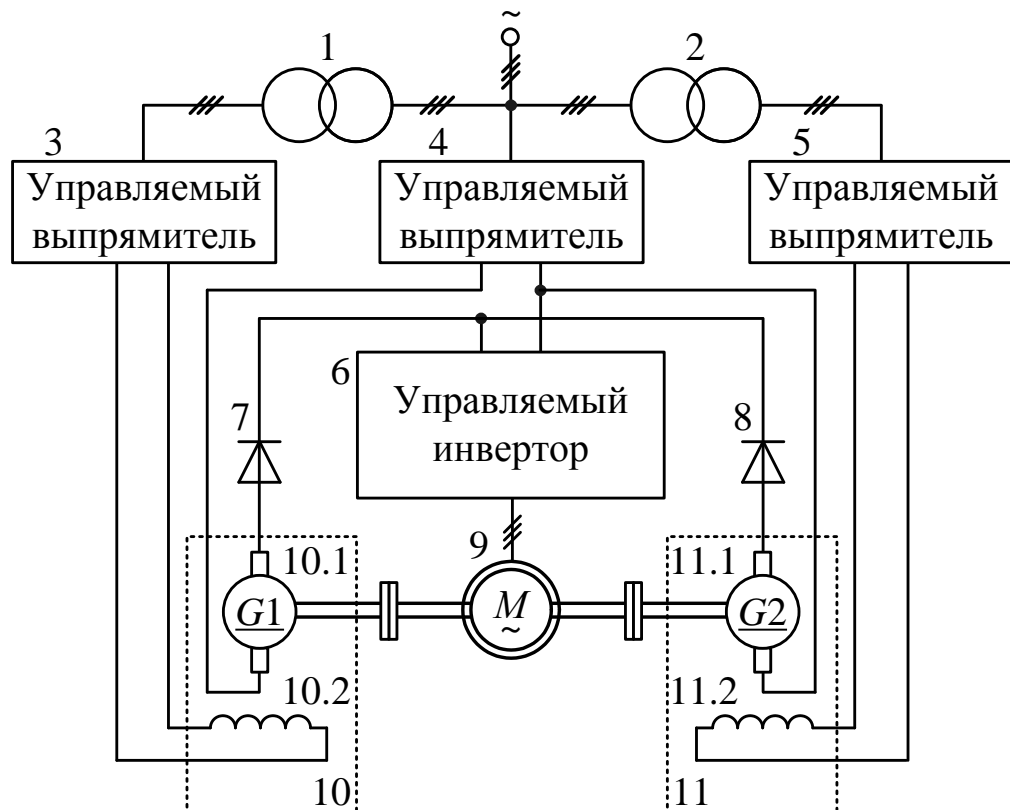 ~
1
2
3
4
5
Управляемый
выпрямитель
Управляемый
выпрямитель
Управляемый
выпрямитель
6
Управляемый
инвертор
7
8
9
10.1
11.1
G1
M
~
G2
10.2
11.2
10
11